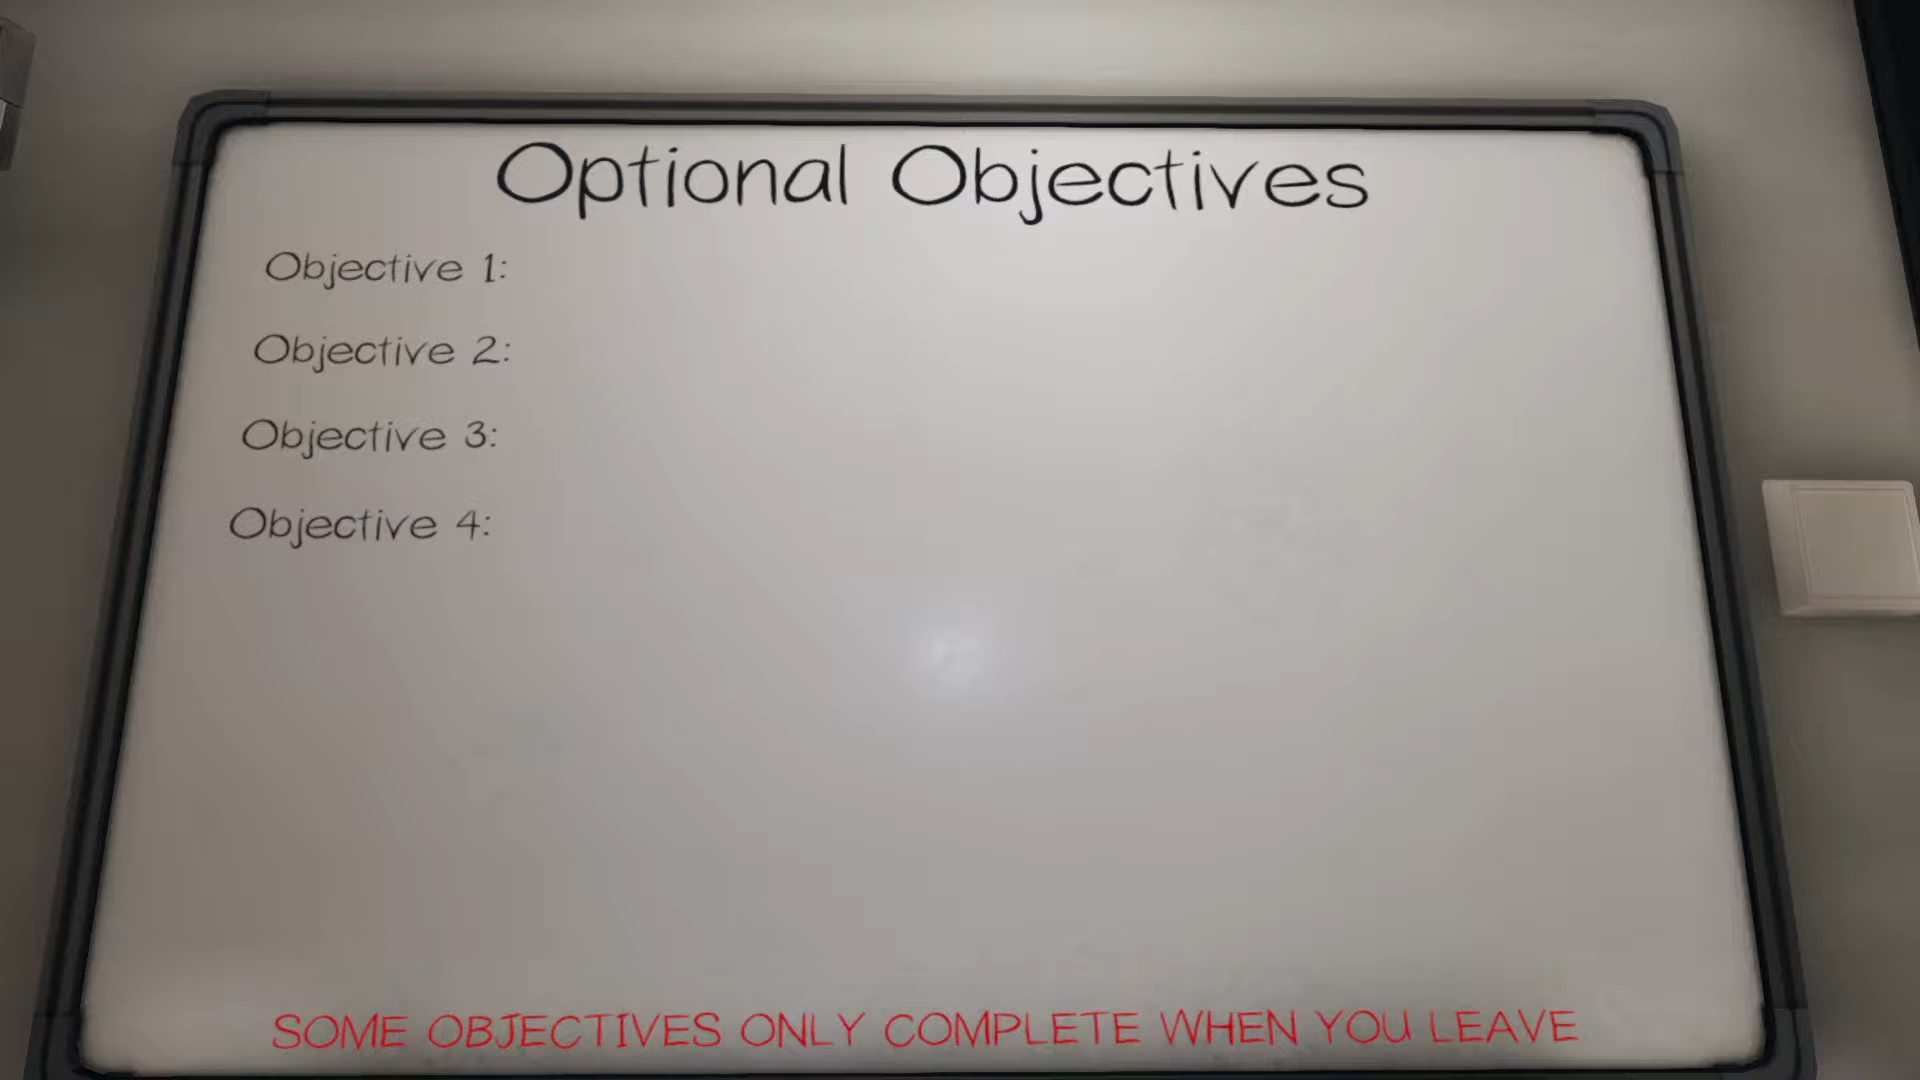 Optional Objectives
Objective 1:
Objective 2:
Objective 3:
Objective 4:
SOME OBJECTIVES ONLY COMPLETE WHEN YOU LEAVE